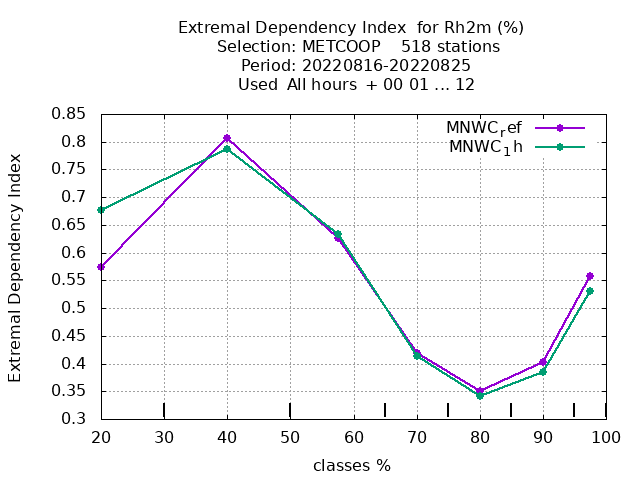 Extremal Dependency Index  for Rh2m (%)
Selection: METCOOP    518 stations
Period: 20220816-20220825
Used  All hours  + 00 01 ... 12
MNWC_ref
MNWC_1h
0.85
0.8
0.75
0.7
0.65
0.6
0.55
0.5
0.45
0.4
0.35
0.3
Extremal Dependency Index
20 30 40 50 60 70 80 90 100
classes %